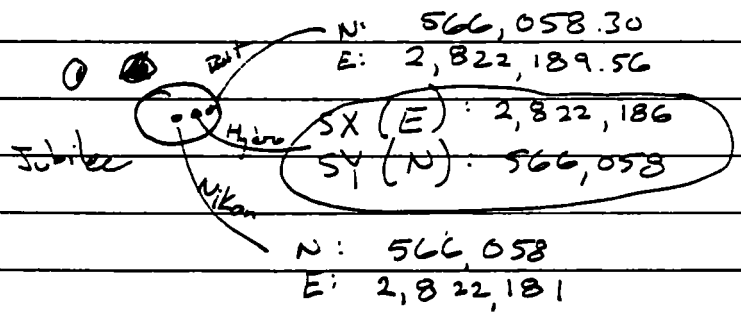 N: 566,058.30
E: 2,822,189.56
SX (E): 2,822,186
Hydro
SY (N): 566,058
Jubilee
Nikon
N: 566,058
E: 2,822,181